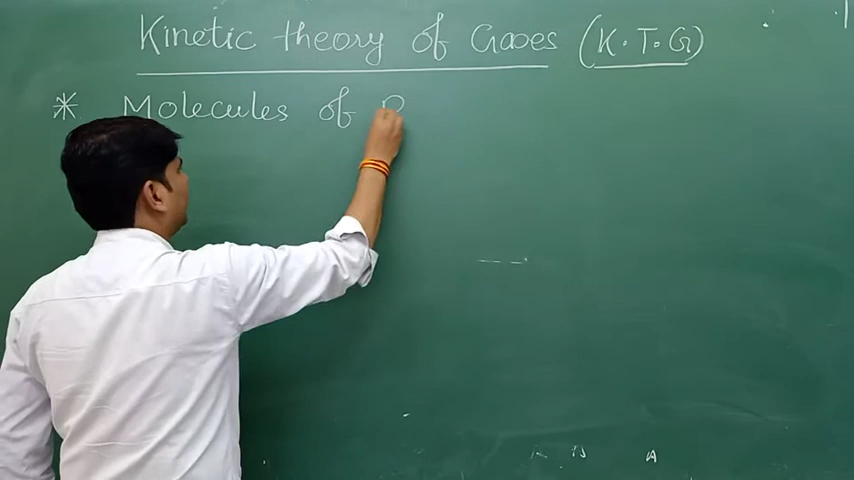 Kinetic theory of Gases (K.T.G)
* Molecules of